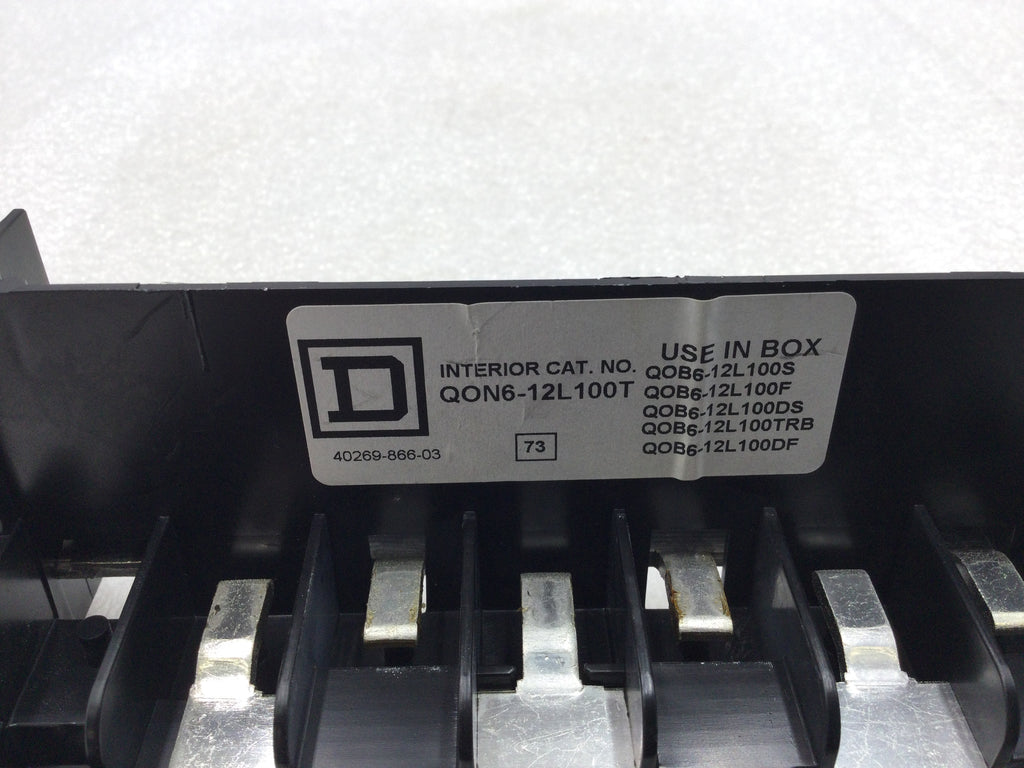 D
INTERIOR CAT. NO.
QON6-12L100T
40269-866-03
73
USE IN BOX
QOB6-12L100S
QOB6-12L100F
QOB6-12L100DS
QOB6-12L100TRB
QOB6-12L100DF